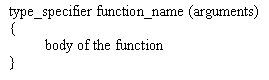 type_specifier function_name (arguments)
{
body of the function
}